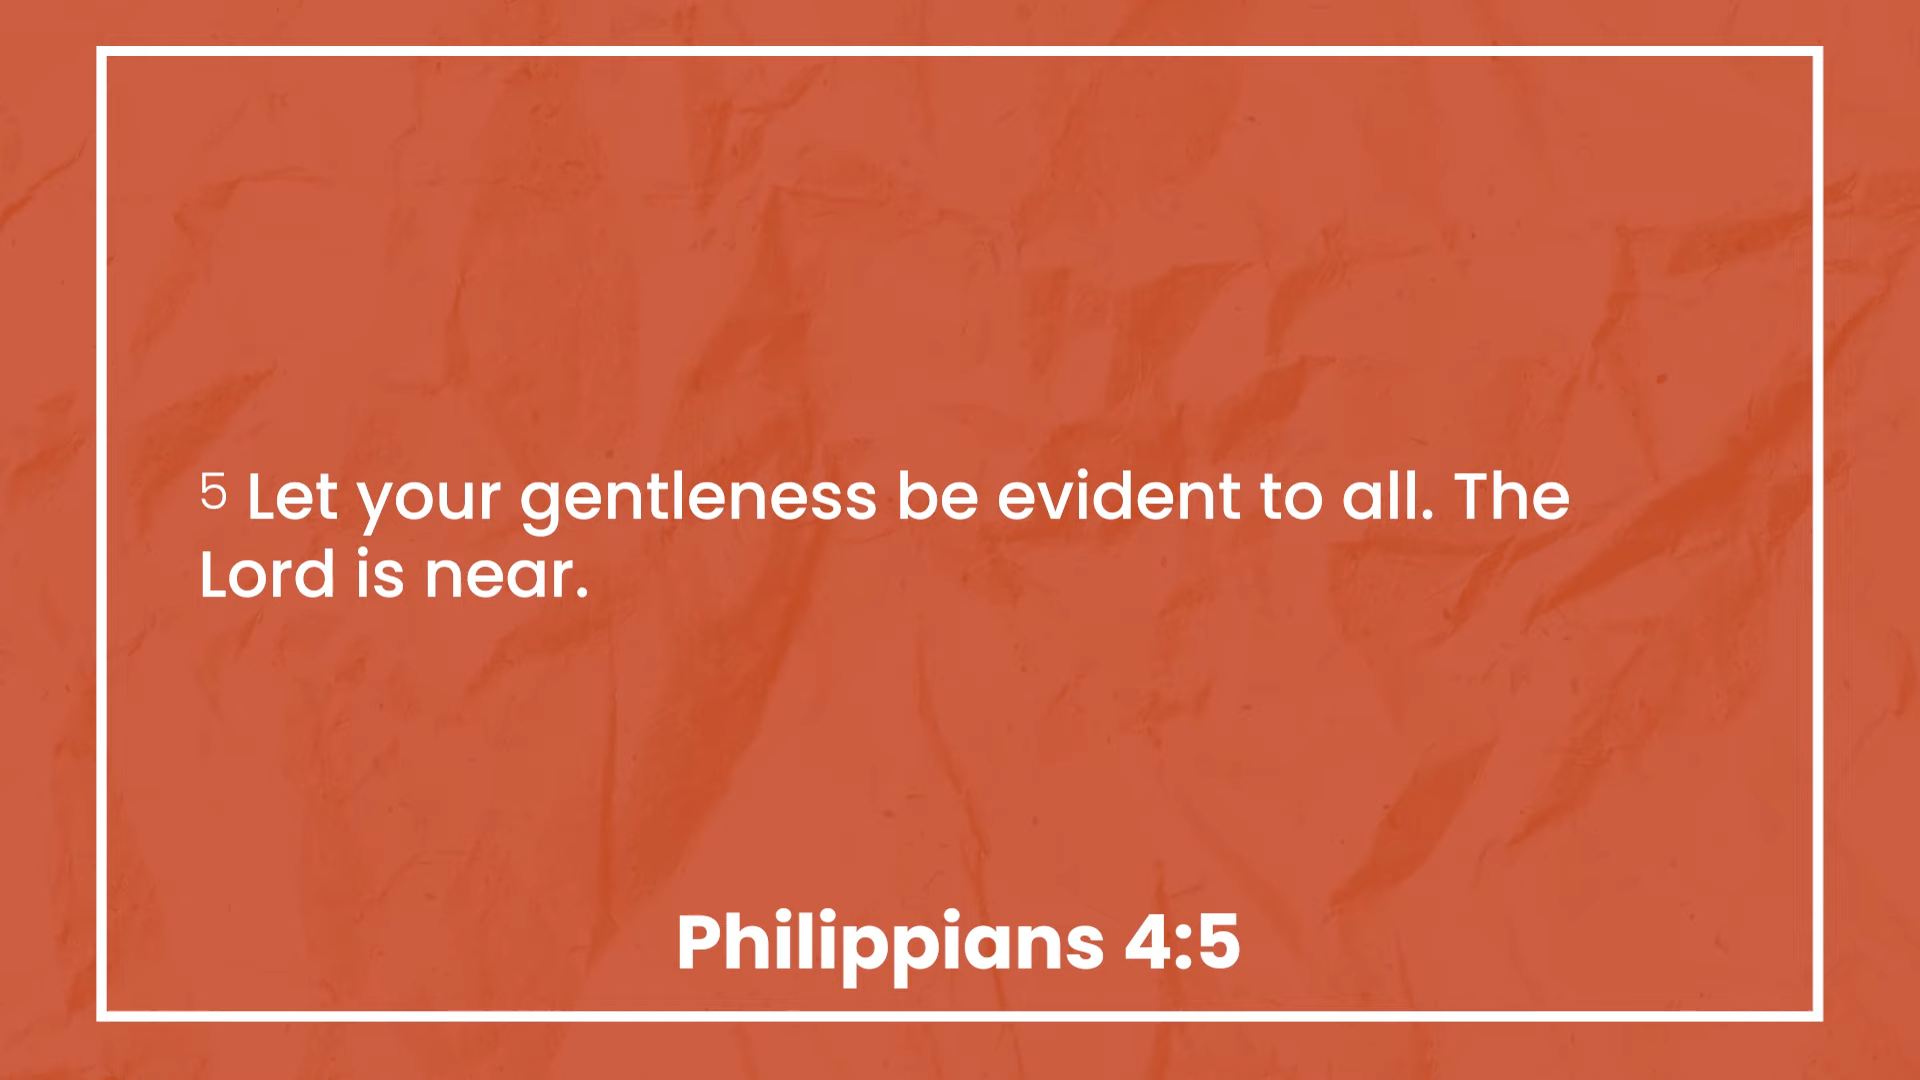 5 Let your gentleness be evident to all. The
Lord is near.
Philippians 4:5